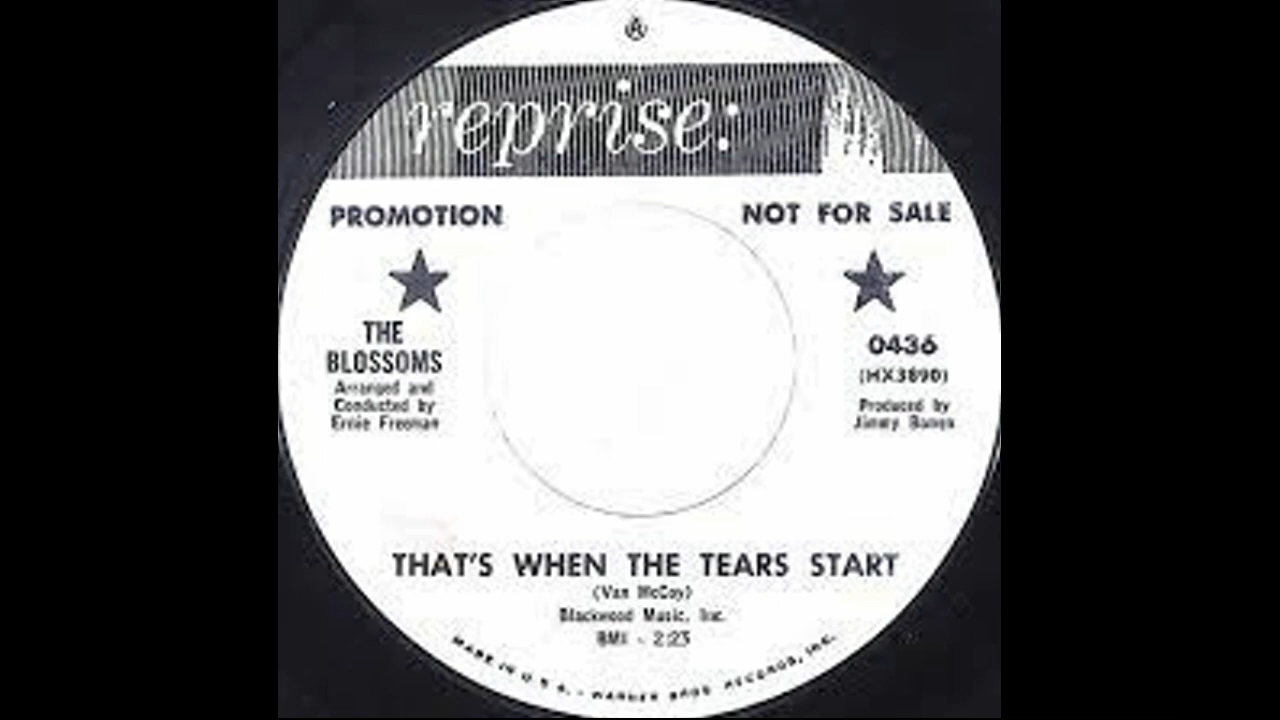 reprise:
PROMOTION
NOT FOR SALE
THE
BLOSSOMS
Arranged and
Conducted by
Ernie Freeman
0436
(HX3890)
Produced by
Jimmy Bowen
THAT'S WHEN THE TEARS START
(Van McCoy)
Blackwood Music, Inc.
BMI - 2:23
MADE IN U.S.A. - WARNER BROS. RECORDS, INC.